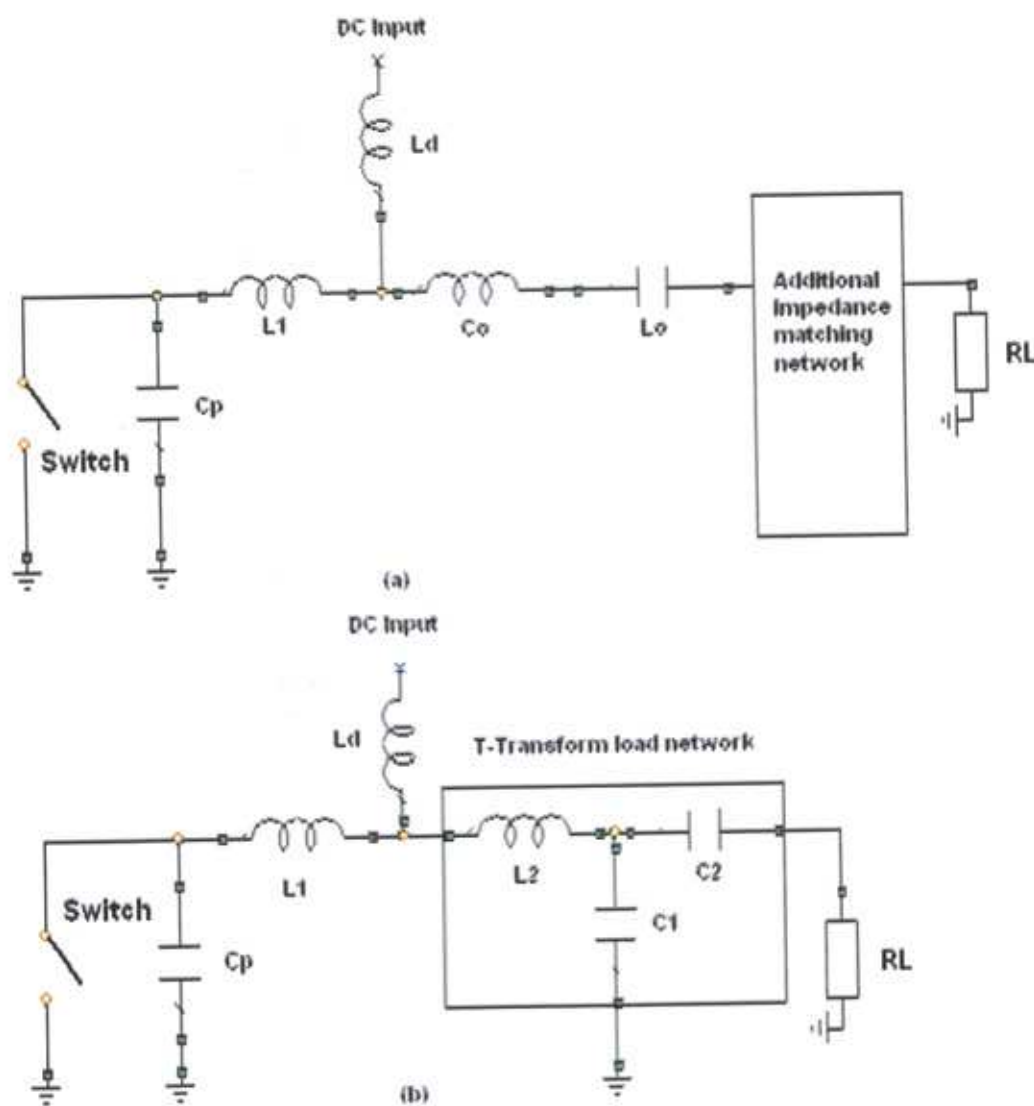 DC Input
Ld
L1
Co
Lo
Additional
Impedance
matching
network
RL
Cp
Switch
(a)
DC Input
Ld
T-Transform load network
L1
L2
C2
Switch
Cp
C1
RL
(b)